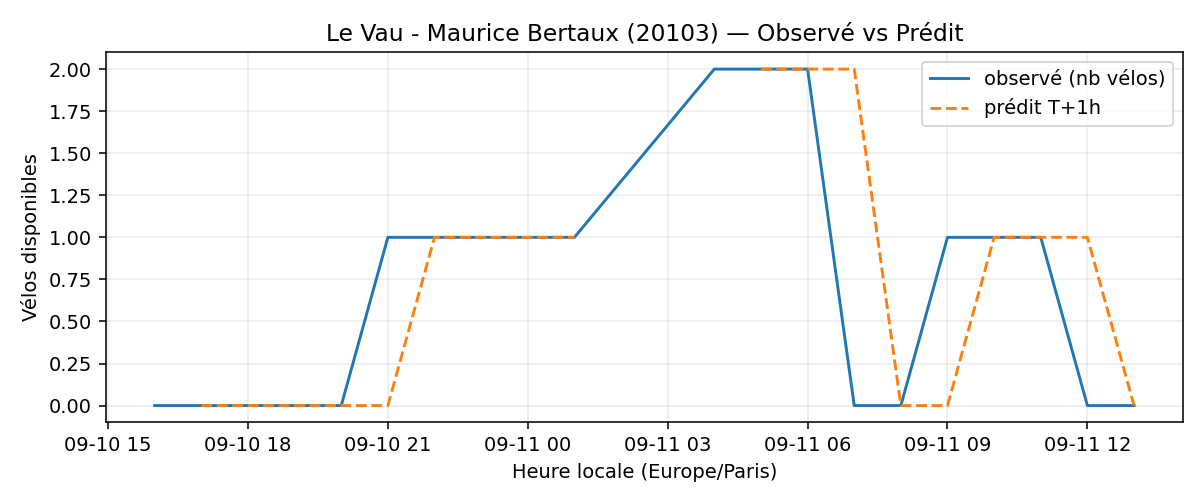 Le Vau - Maurice Bertaux (20103) — Observé vs Prédit
observé (nb vélos)
prédit T+1h
Vélos disponibles
2.00
1.75
1.50
1.25
1.00
0.75
0.50
0.25
0.00
09-10 15 09-10 18 09-10 21 09-11 00 09-11 03 09-11 06 09-11 09 09-11 12
Heure locale (Europe/Paris)